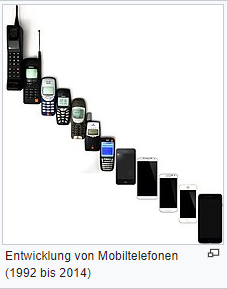 Entwicklung von Mobiltelefonen
(1992 bis 2014)